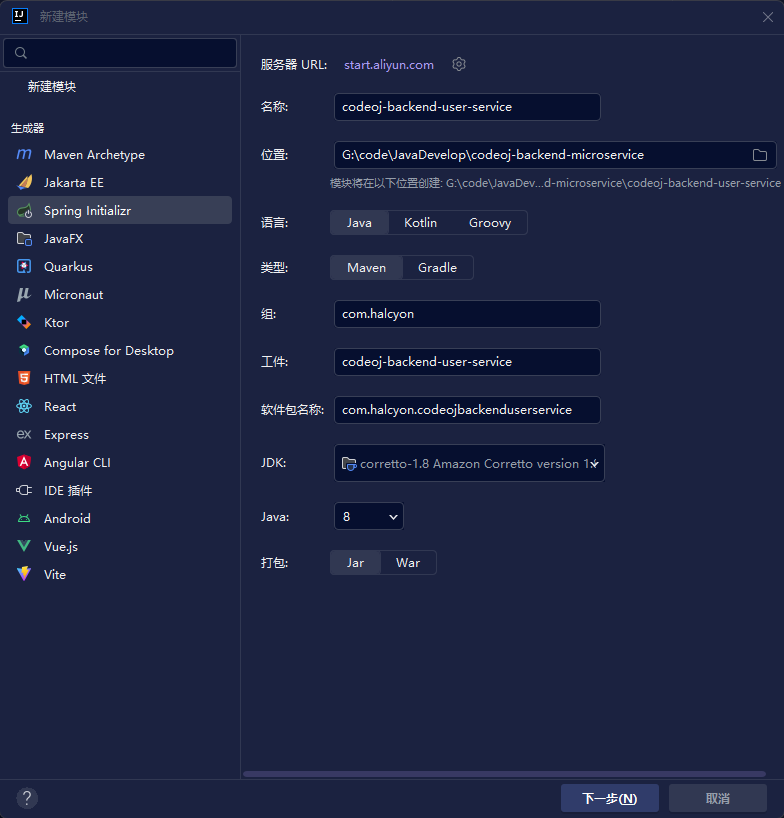 新建模块
新建模块
生成器
Maven Archetype
Jakarta EE
Spring Initializr
JavaFX
Quarkus
Micronaut
Ktor
Compose for Desktop
HTML 文件
React
Express
Angular CLI
IDE 插件
Android
Vue.js
Vite
服务器 URL: start.aliyun.com
名称: codeoj-backend-user-service
位置: G:\code\JavaDevelop\codeoj-backend-microservice
模块将在以下位置创建: G:\code\JavaDev...d-microservice\codeoj-backend-user-service
语言: Java Kotlin Groovy
类型: Maven Gradle
组: com.halcyon
工件: codeoj-backend-user-service
软件包名称: com.halcyon.codeojbackenduserservice
JDK: corretto-1.8 Amazon Corretto version 1.
Java: 8
打包: Jar War
? 下一步(N) 取消